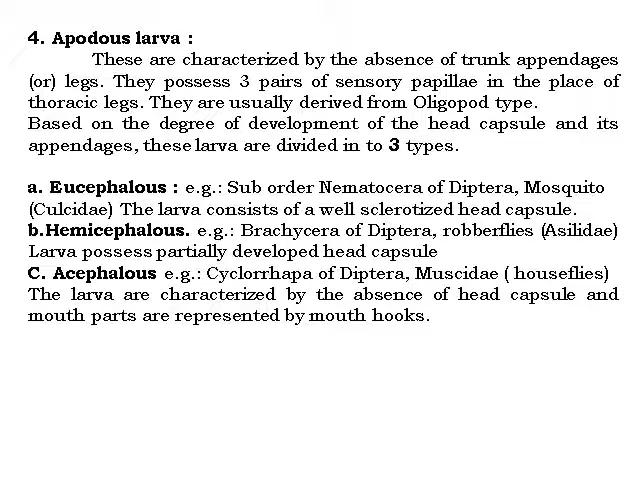 4. Apodous larva :
These are characterized by the absence of trunk appendages
(or) legs. They possess 3 pairs of sensory papillae in the place of
thoracic legs. They are usually derived from Oligopod type.
Based on the degree of development of the head capsule and its
appendages, these larva are divided in to 3 types.
a. Eucephalous : e.g.: Sub order Nematocera of Diptera, Mosquito
(Culcidae) The larva consists of a well sclerotized head capsule.
b.Hemicephalous. e.g.: Brachycera of Diptera, robberflies (Asilidae)
Larva possess partially developed head capsule
C. Acephalous e.g.: Cyclorrhapa of Diptera, Muscidae ( houseflies)
The larva are characterized by the absence of head capsule and
mouth parts are represented by mouth hooks.